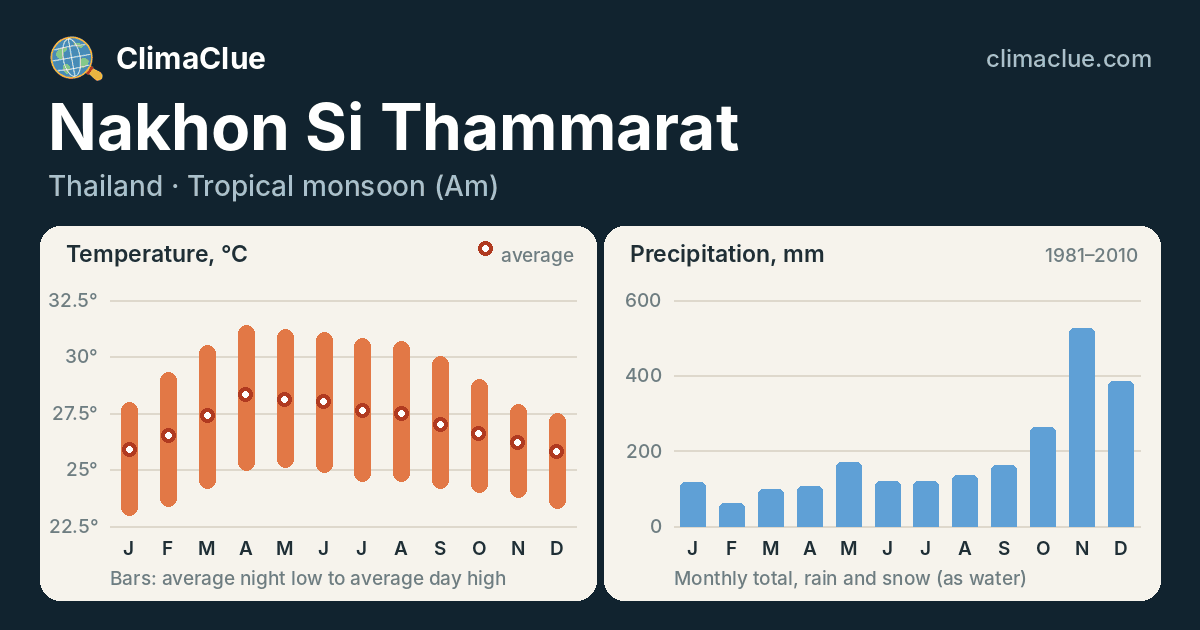 ClimaClue
climaclue.com
Nakhon Si Thammarat
Thailand · Tropical monsoon (Am)
Temperature, °C
average
32.5°
30°
27.5°
25°
22.5°
J F M A M J J A S O N D
Bars: average night low to average day high
Precipitation, mm
1981–2010
600
400
200
0
J F M A M J J A S O N D
Monthly total, rain and snow (as water)